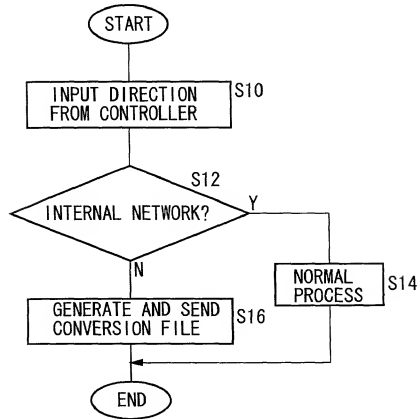 START
INPUT DIRECTION
FROM CONTROLLER
S10
S12
INTERNAL NETWORK?
Y
N
NORMAL
PROCESS
S14
GENERATE AND SEND
CONVERSION FILE
S16
END